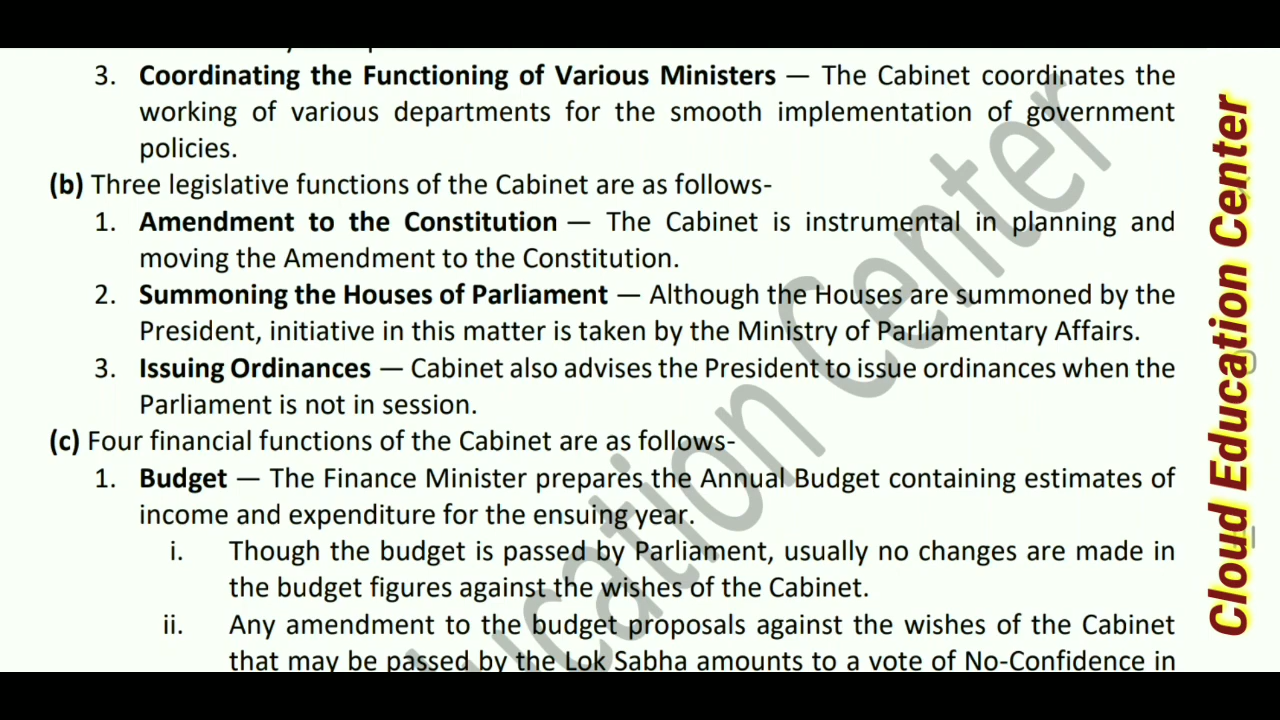 3. Coordinating the Functioning of Various Ministers — The Cabinet coordinates the
working of various departments for the smooth implementation of government
policies.
(b) Three legislative functions of the Cabinet are as follows-
1. Amendment to the Constitution — The Cabinet is instrumental in planning and
moving the Amendment to the Constitution.
2. Summoning the Houses of Parliament — Although the Houses are summoned by the
President, initiative in this matter is taken by the Ministry of Parliamentary Affairs.
3. Issuing Ordinances — Cabinet also advises the President to issue ordinances when the
Parliament is not in session.
(c) Four financial functions of the Cabinet are as follows-
1. Budget — The Finance Minister prepares the Annual Budget containing estimates of
income and expenditure for the ensuing year.
i. Though the budget is passed by Parliament, usually no changes are made in
the budget figures against the wishes of the Cabinet.
ii. Any amendment to the budget proposals against the wishes of the Cabinet
that may be passed by the Lok Sabha amounts to a vote of No-Confidence in
Cloud Education Center
ucation Center